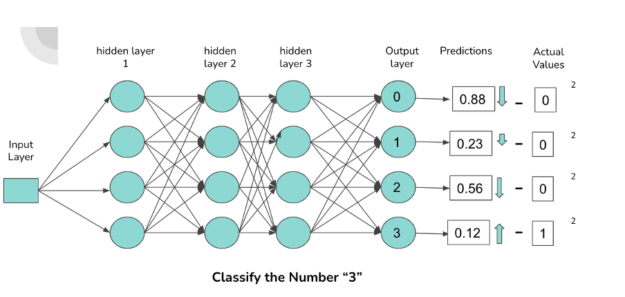 hidden layer
1
hidden
layer 2
hidden
layer 3
Output
layer
Predictions
Actual
Values
Input
Layer
0
0.88
-
0
2
1
0.23
-
0
2
2
0.56
-
0
2
3
0.12
-
1
2
Classify the Number “3”